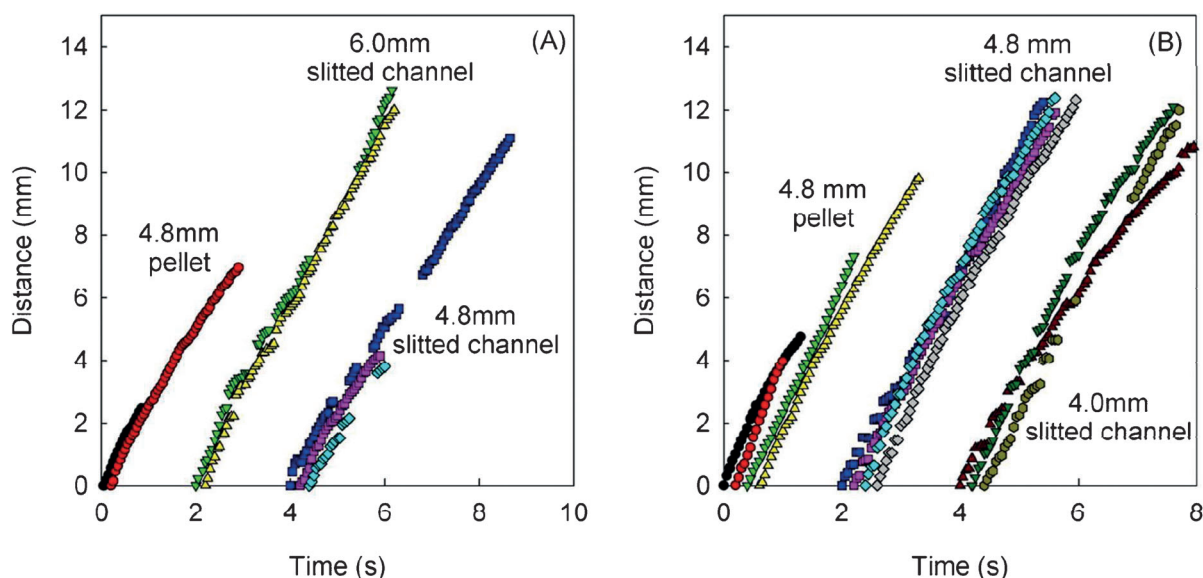 (A)
6.0mm
slitted channel
4.8mm
pellet
4.8mm
slitted channel
14
12
10
8
6
4
2
0
Distance (mm)
0 2 4 6 8 10
Time (s)
(B)
4.8 mm
slitted channel
4.8 mm
pellet
4.0mm
slitted channel
14
12
10
8
6
4
2
0
Distance (mm)
0 2 4 6 8
Time (s)